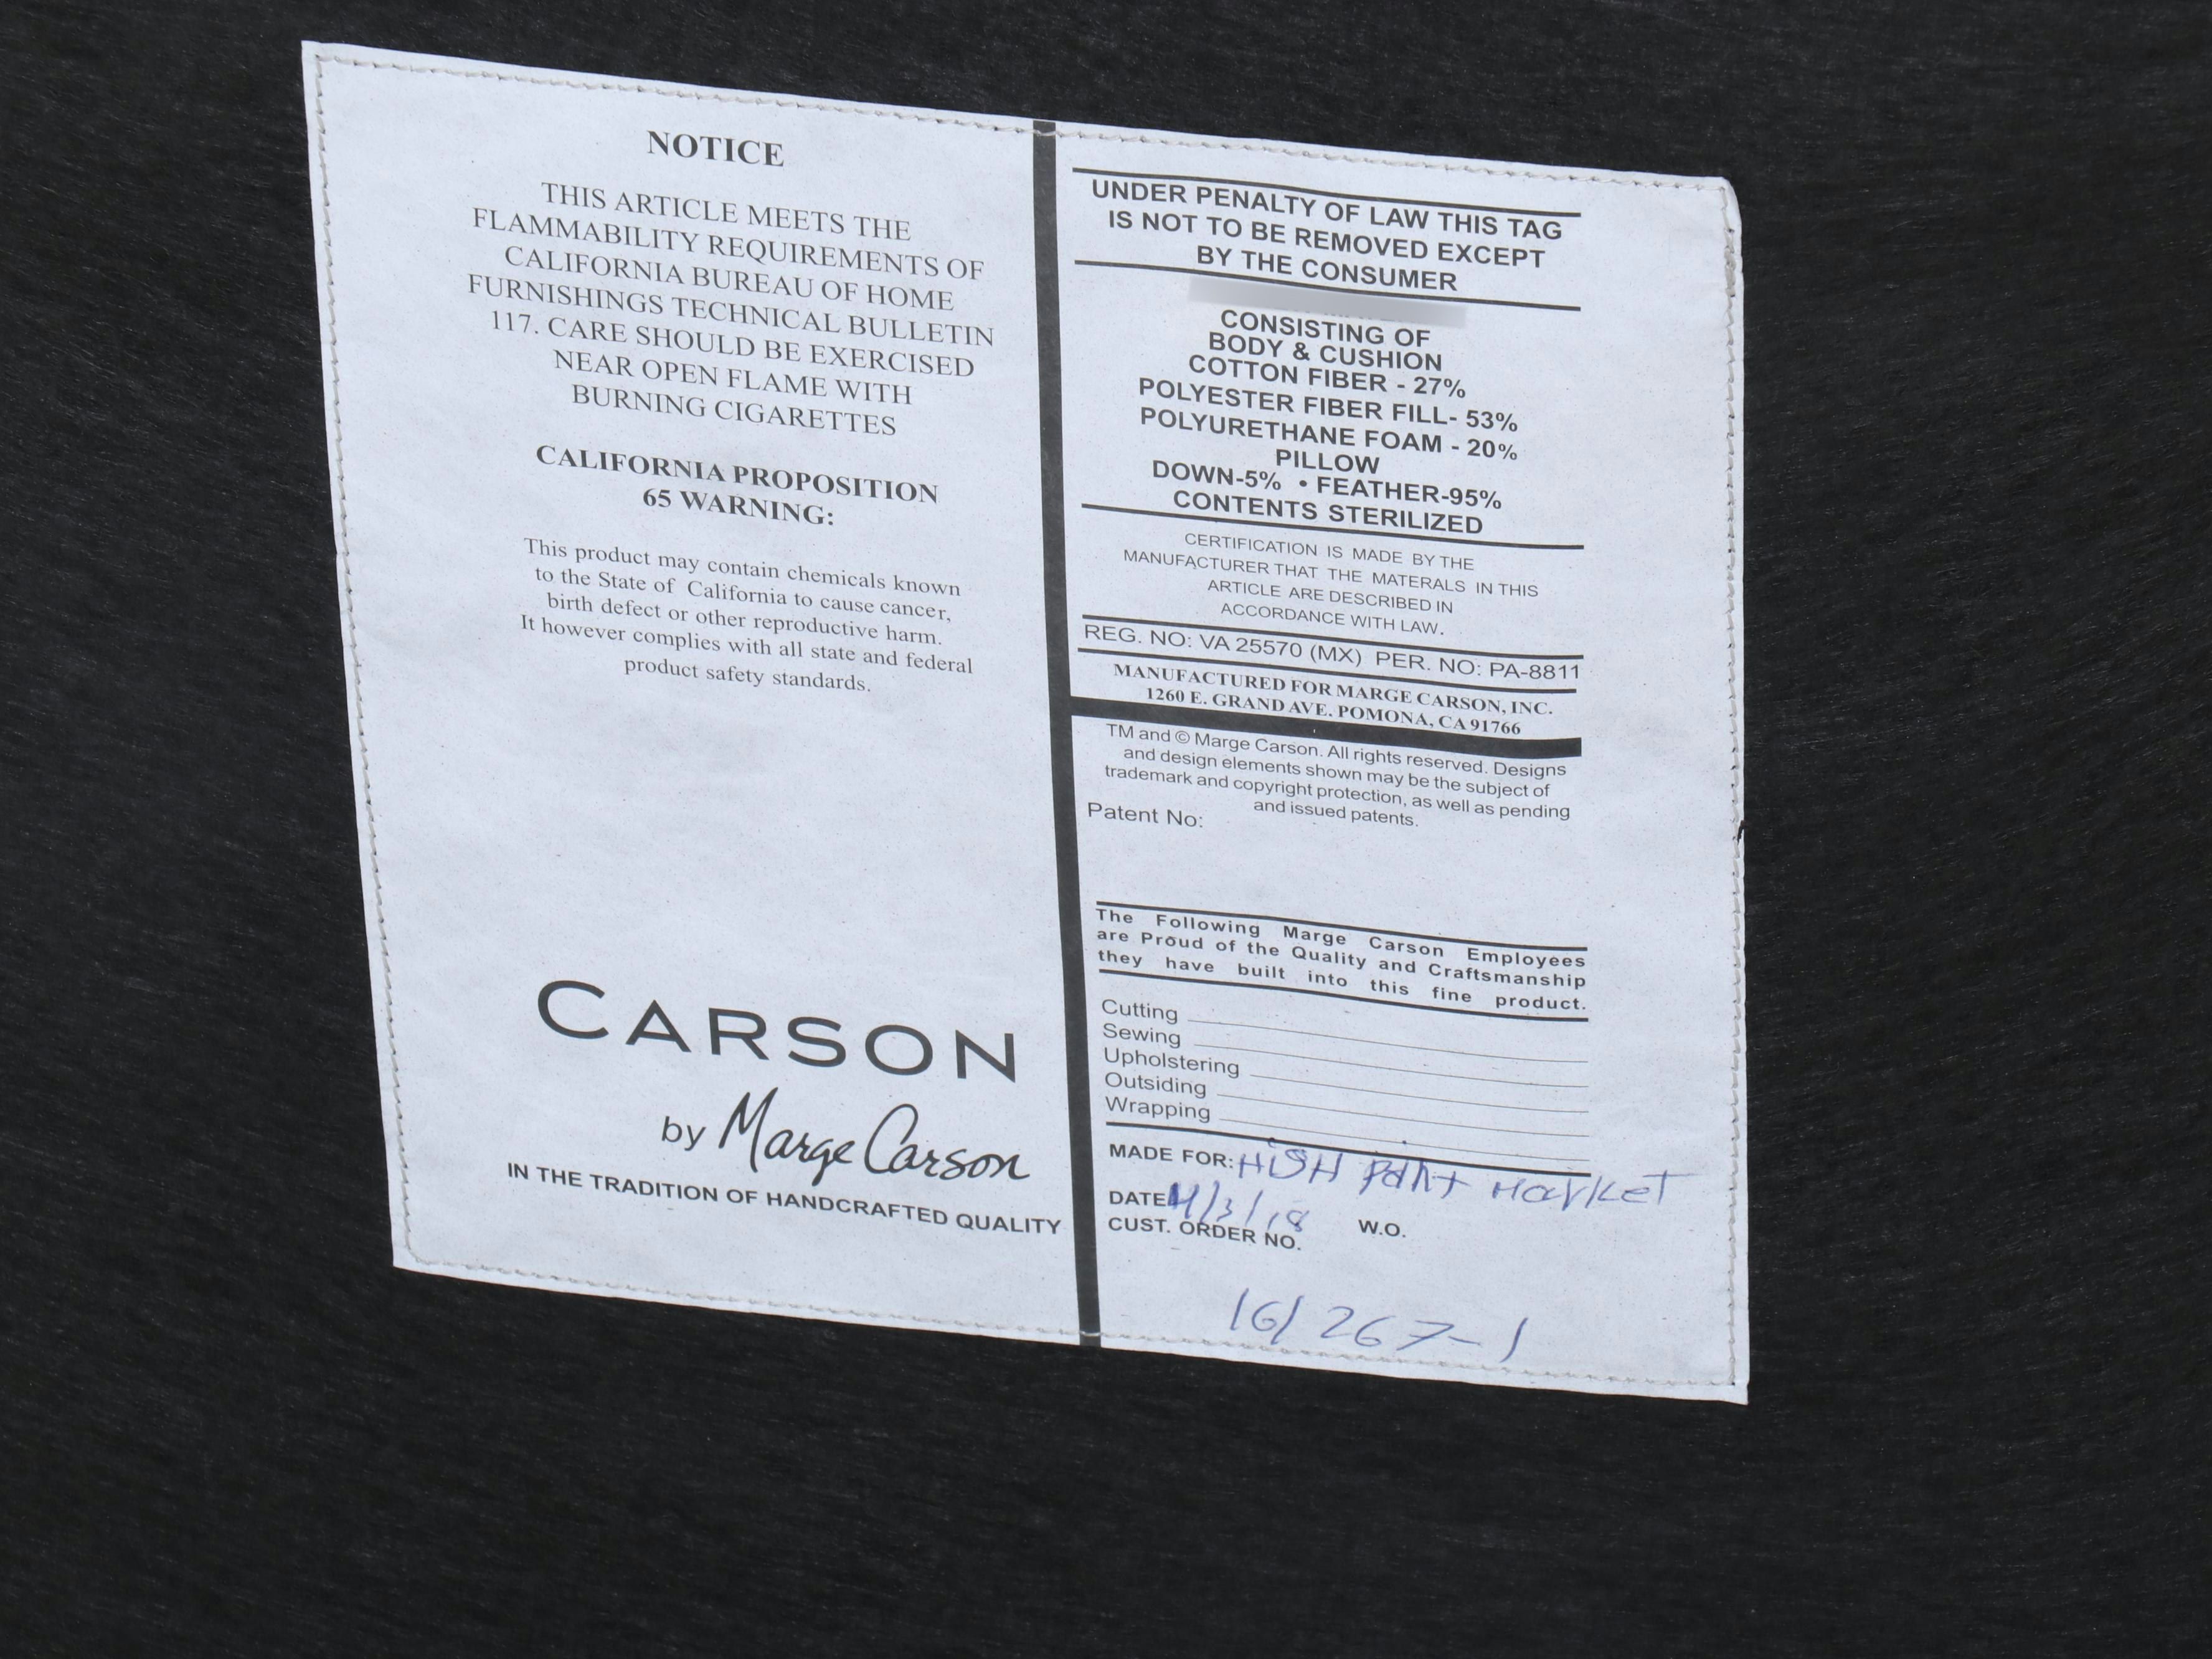 NOTICE
THIS ARTICLE MEETS THE
FLAMMABILITY REQUIREMENTS OF
CALIFORNIA BUREAU OF HOME
FURNISHINGS TECHNICAL BULLETIN
117. CARE SHOULD BE EXERCISED
NEAR OPEN FLAME WITH
BURNING CIGARETTES
CALIFORNIA PROPOSITION
65 WARNING:
This product may contain chemicals known
to the State of California to cause cancer,
birth defect or other reproductive harm.
It however complies with all state and federal
product safety standards.
CARSON
by Marge Carson
IN THE TRADITION OF HANDCRAFTED QUALITY
UNDER PENALTY OF LAW THIS TAG
IS NOT TO BE REMOVED EXCEPT
BY THE CONSUMER
CONSISTING OF
BODY & CUSHION
COTTON FIBER - 27%
POLYESTER FIBER FILL- 53%
POLYURETHANE FOAM - 20%
PILLOW
DOWN-5% • FEATHER-95%
CONTENTS STERILIZED
CERTIFICATION IS MADE BY THE
MANUFACTURER THAT THE MATERALS IN THIS
ARTICLE ARE DESCRIBED IN
ACCORDANCE WITH LAW.
REG. NO: VA 25570 (MX) PER. NO: PA-8811
MANUFACTURED FOR MARGE CARSON, INC.
1260 E. GRAND AVE. POMONA, CA 91766
TM and © Marge Carson. All rights reserved. Designs
and design elements shown may be the subject of
trademark and copyright protection, as well as pending
and issued patents.
Patent No:
The Following Marge Carson Employees
are Proud of the Quality and Craftsmanship
they have built into this fine product.
Cutting
Sewing
Upholstering
Outsiding
Wrapping
MADE FOR: HiSH Market
DATE 4/3/18 W.O.
CUST. ORDER NO.
161267-1